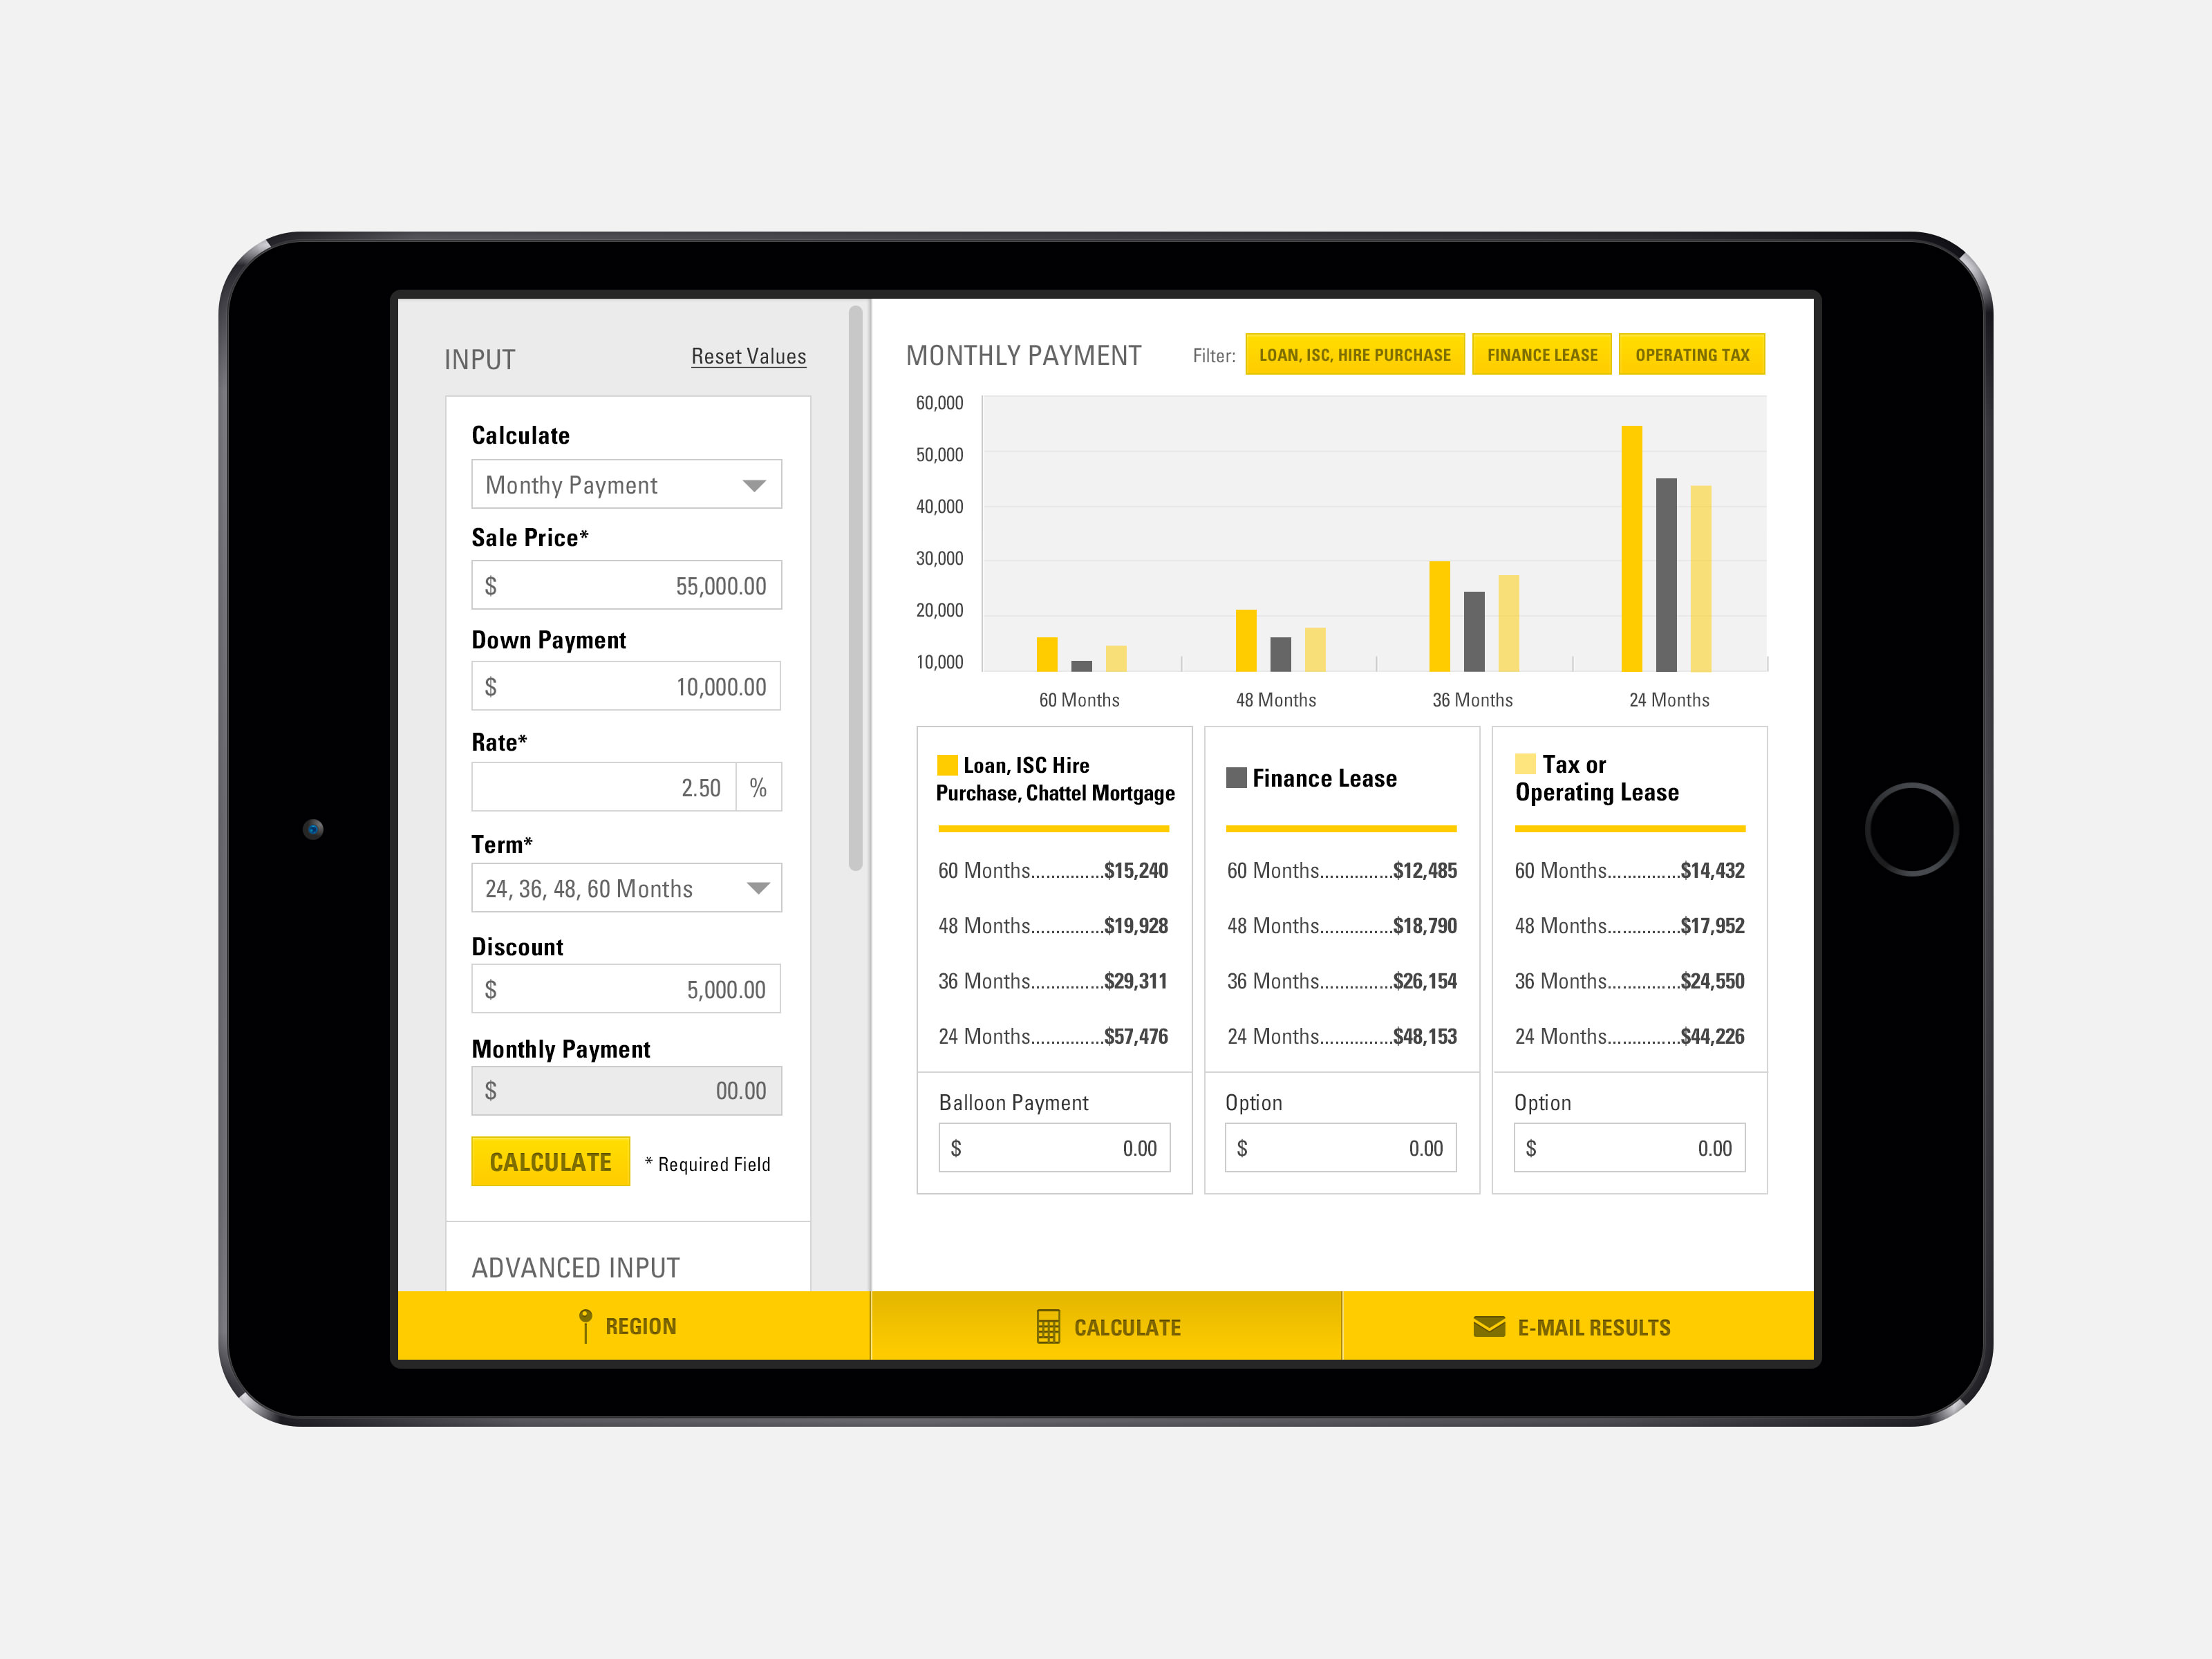 INPUT
Reset Values
Calculate
Monthy Payment
Sale Price*
$ 55,000.00
Down Payment
$ 10,000.00
Rate*
2.50 %
Term*
24, 36, 48, 60 Months
Discount
$ 5,000.00
Monthly Payment
$ 00.00
CALCULATE
* Required Field
ADVANCED INPUT
MONTHLY PAYMENT
Filter:
LOAN, ISC, HIRE PURCHASE
FINANCE LEASE
OPERATING TAX
60,000
50,000
40,000
30,000
20,000
10,000
60 Months
48 Months
36 Months
24 Months
Loan, ISC Hire
Purchase, Chattel Mortgage
60 Months...............$15,240
48 Months...............$19,928
36 Months...............$29,311
24 Months...............$57,476
Balloon Payment
$ 0.00
Finance Lease
60 Months...............$12,485
48 Months...............$18,790
36 Months...............$26,154
24 Months...............$48,153
Option
$ 0.00
Tax or
Operating Lease
60 Months...............$14,432
48 Months...............$17,952
36 Months...............$24,550
24 Months...............$44,226
Option
$ 0.00
REGION
CALCULATE
E-MAIL RESULTS